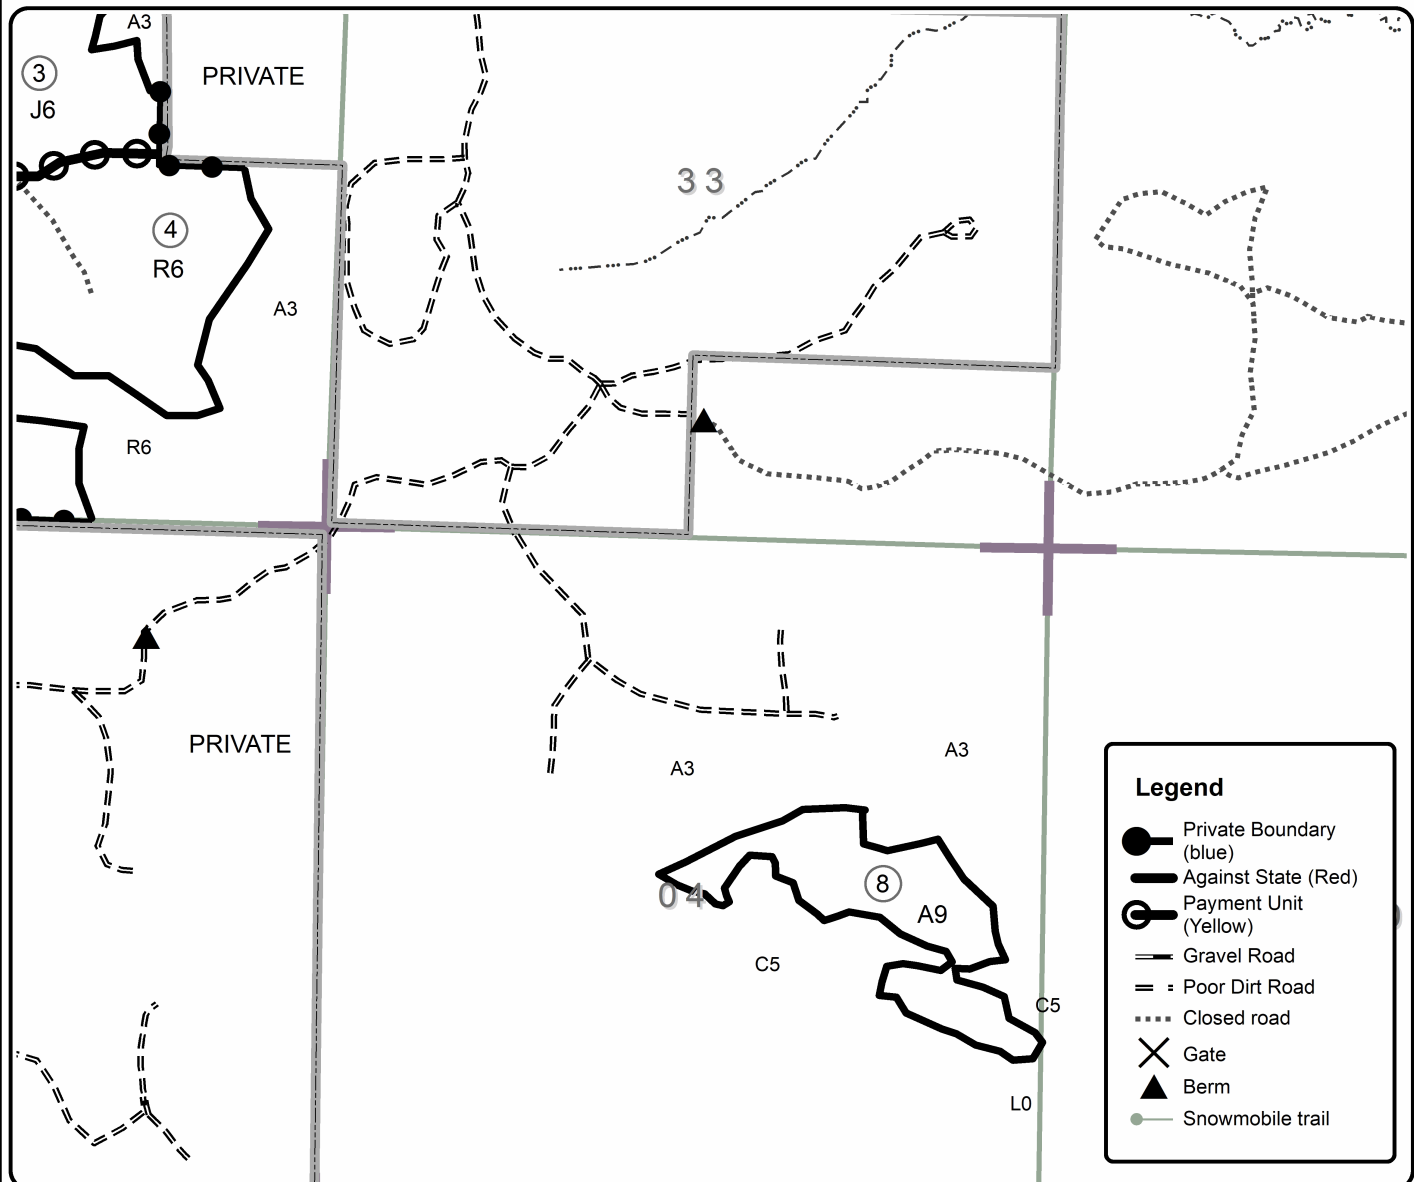 A3
PRIVATE
3
J6
33
4
R6
A3
R6
PRIVATE
A3
A3
8
04
A9
C5
C5
L0
Legend
Private Boundary
(blue)
Against State (Red)
Payment Unit
(Yellow)
Gravel Road
Poor Dirt Road
Closed road
Gate
Berm
Snowmobile trail